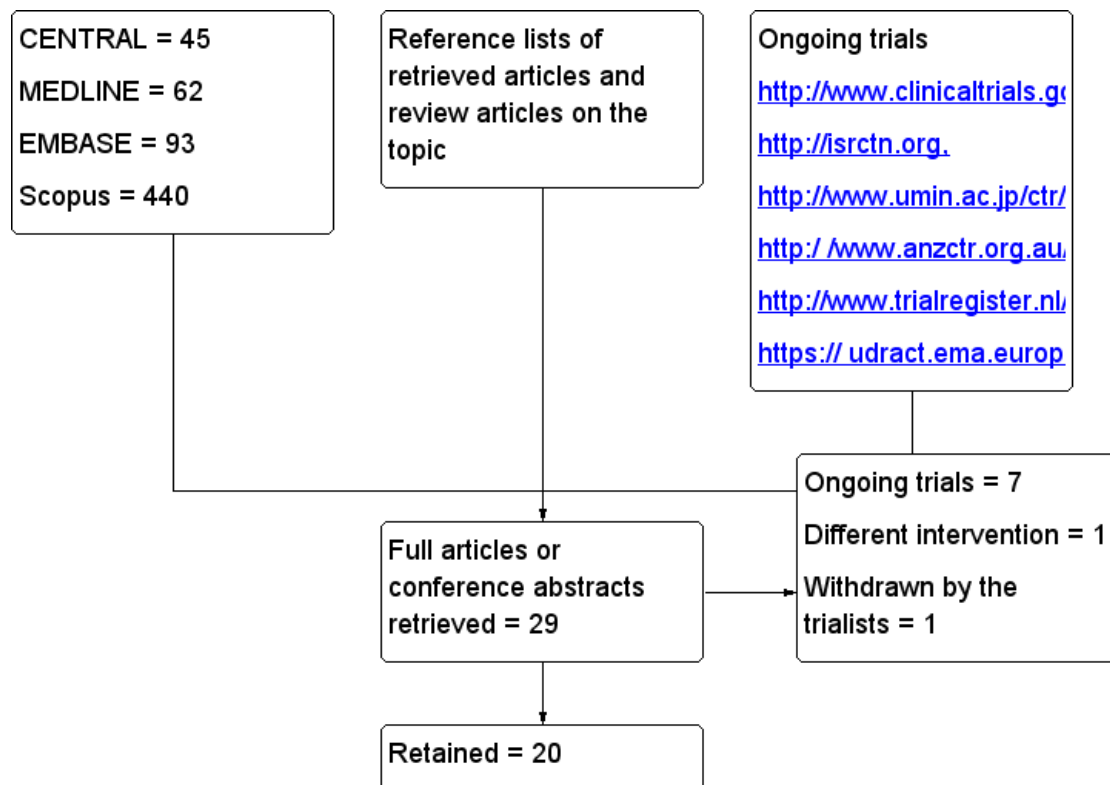 CENTRAL = 45
MEDLINE = 62
EMBASE = 93
Scopus = 440
Reference lists of
retrieved articles and
review articles on the
topic
Ongoing trials
http://www.clinicaltrials.go
http://isrctn.org.
http://www.umin.ac.jp/ctr/
http:/ /www.anzctr.org.au/
http://www.trialregister.nl/
https:// udract.ema.europ
Ongoing trials = 7
Different intervention = 1
Withdrawn by the
trialists = 1
Full articles or
conference abstracts
retrieved = 29
Retained = 20